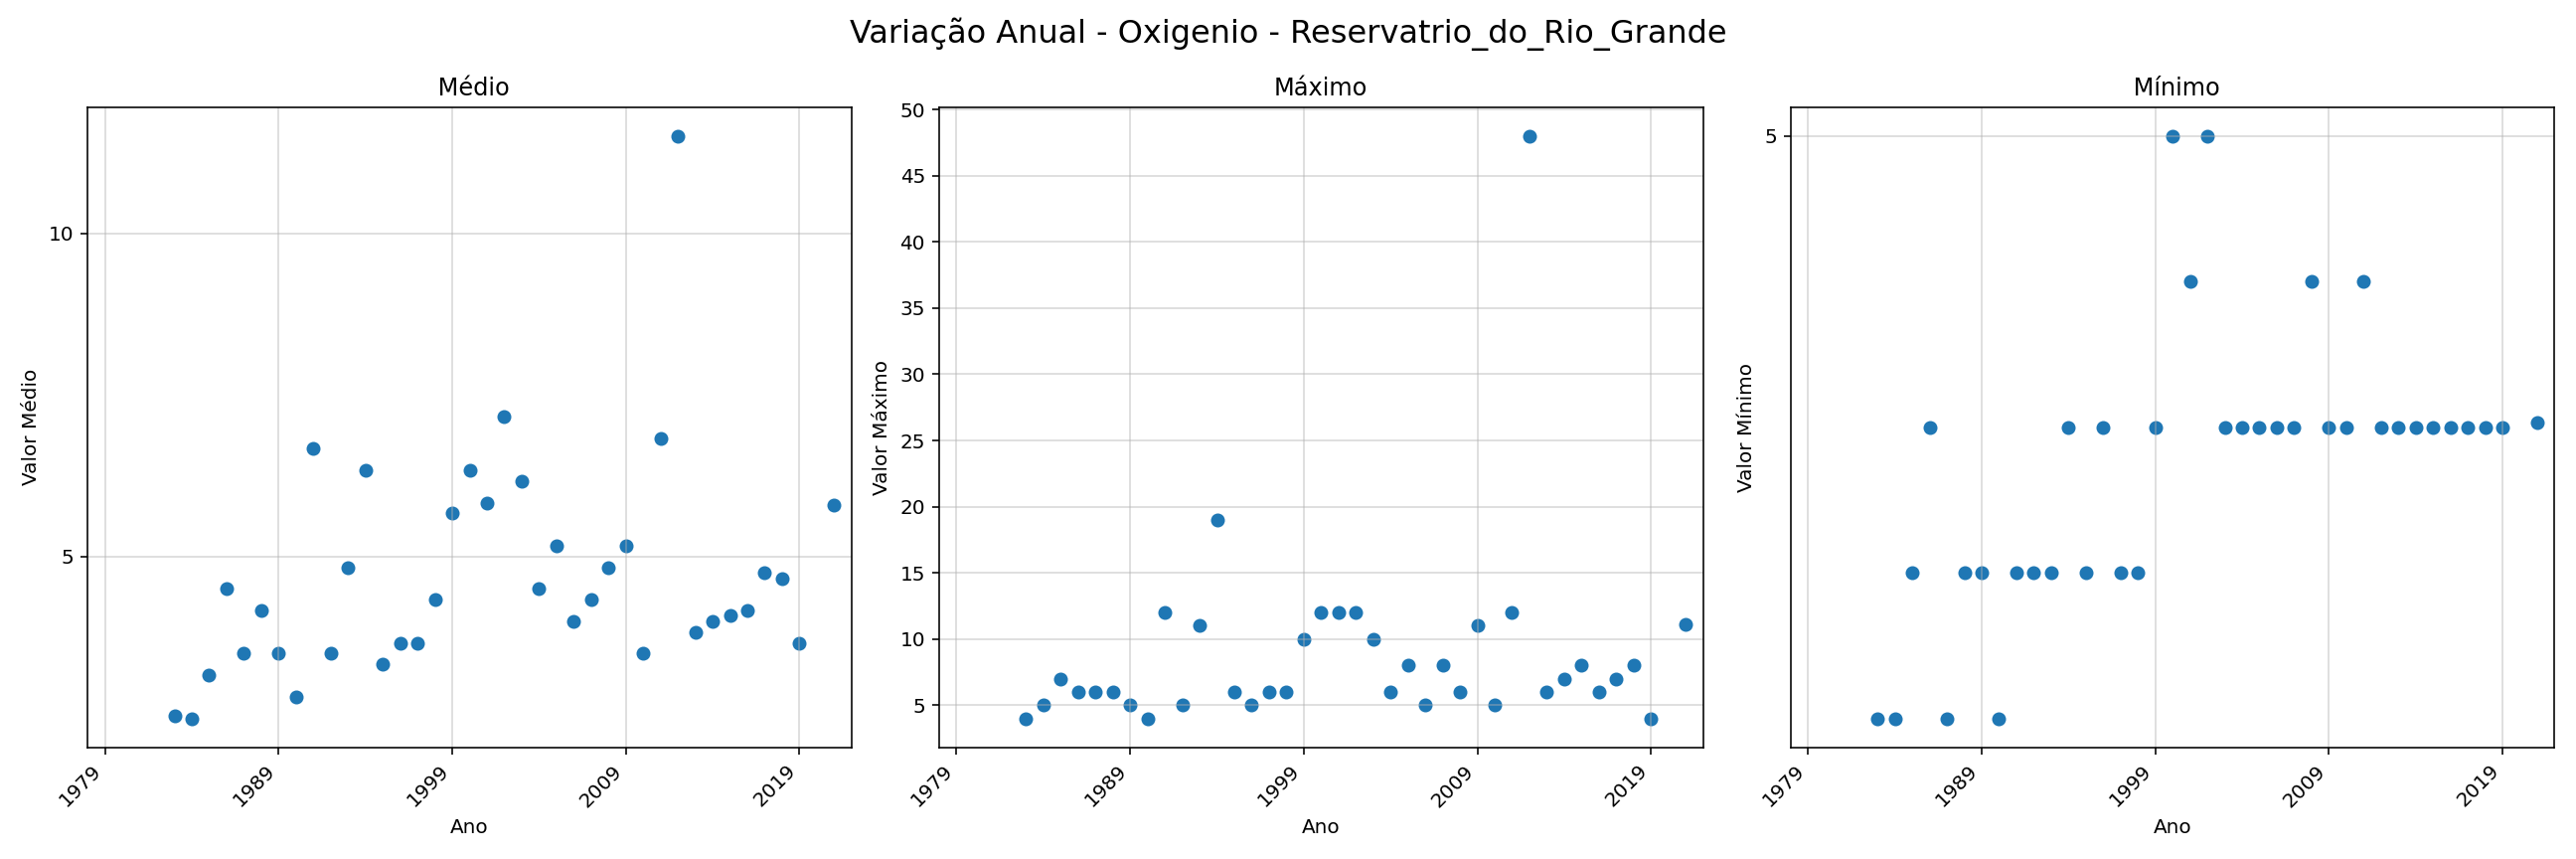 Variação Anual - Oxigenio - Reservatrio_do_Rio_Grande
Médio
Valor Médio
10
5
1979
1989
1999
2009
2019
Ano
Máximo
Valor Máximo
50
45
40
35
30
25
20
15
10
5
1979
1989
1999
2009
2019
Ano
Mínimo
Valor Mínimo
5
1979
1989
1999
2009
2019
Ano